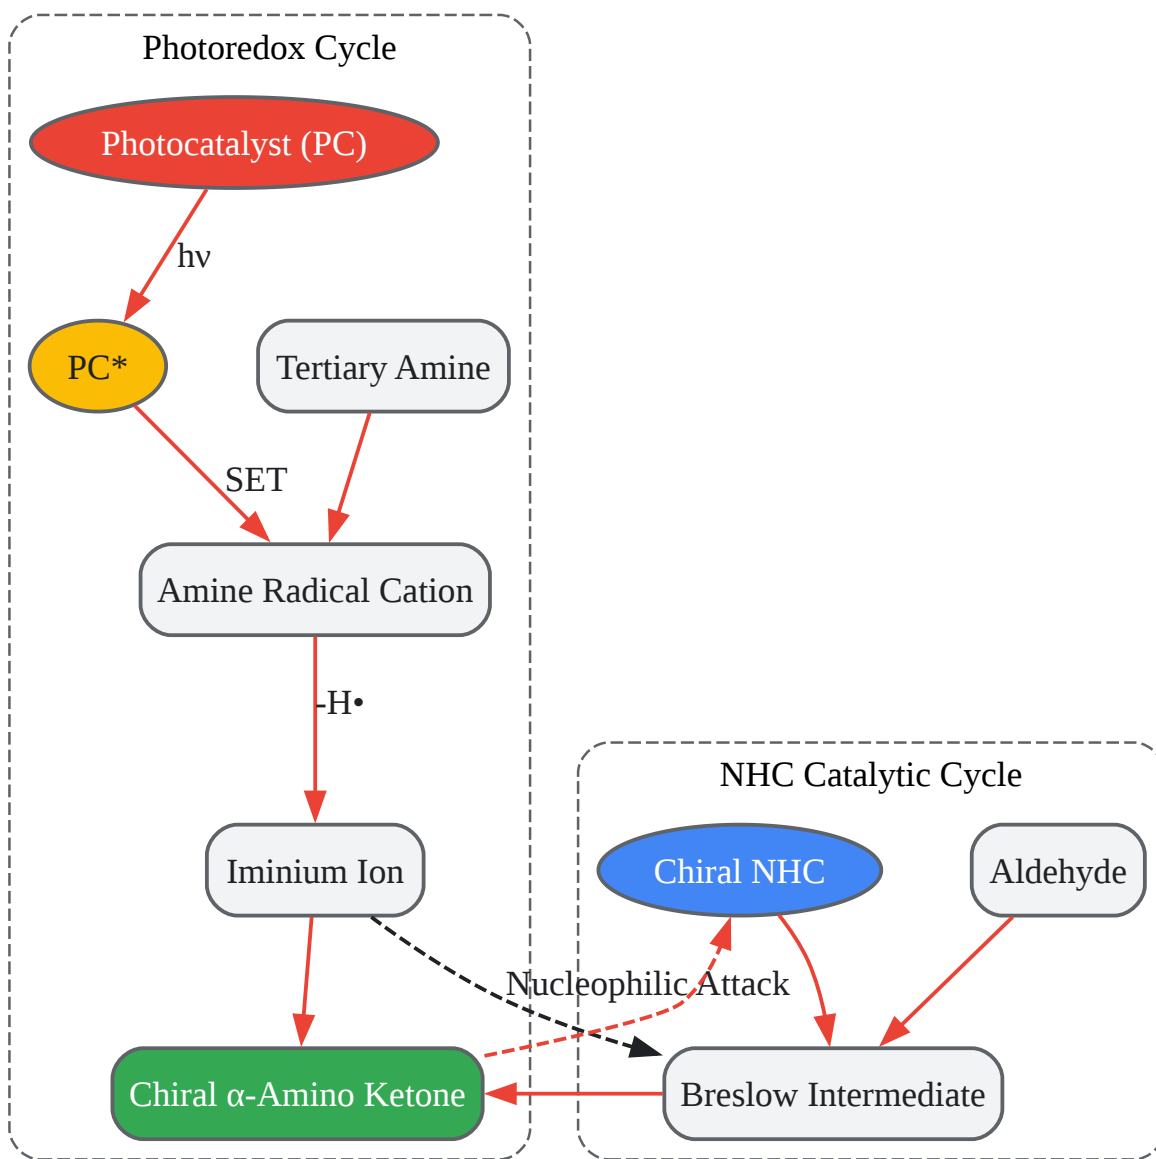 Photoredox Cycle
Photocatalyst (PC)
hν
PC*
Tertiary Amine
SET
Amine Radical Cation
-H•
NHC Catalytic Cycle
Iminium Ion
Chiral NHC
Aldehyde
Nucleophilic Attack
Chiral α-Amino Ketone
Breslow Intermediate